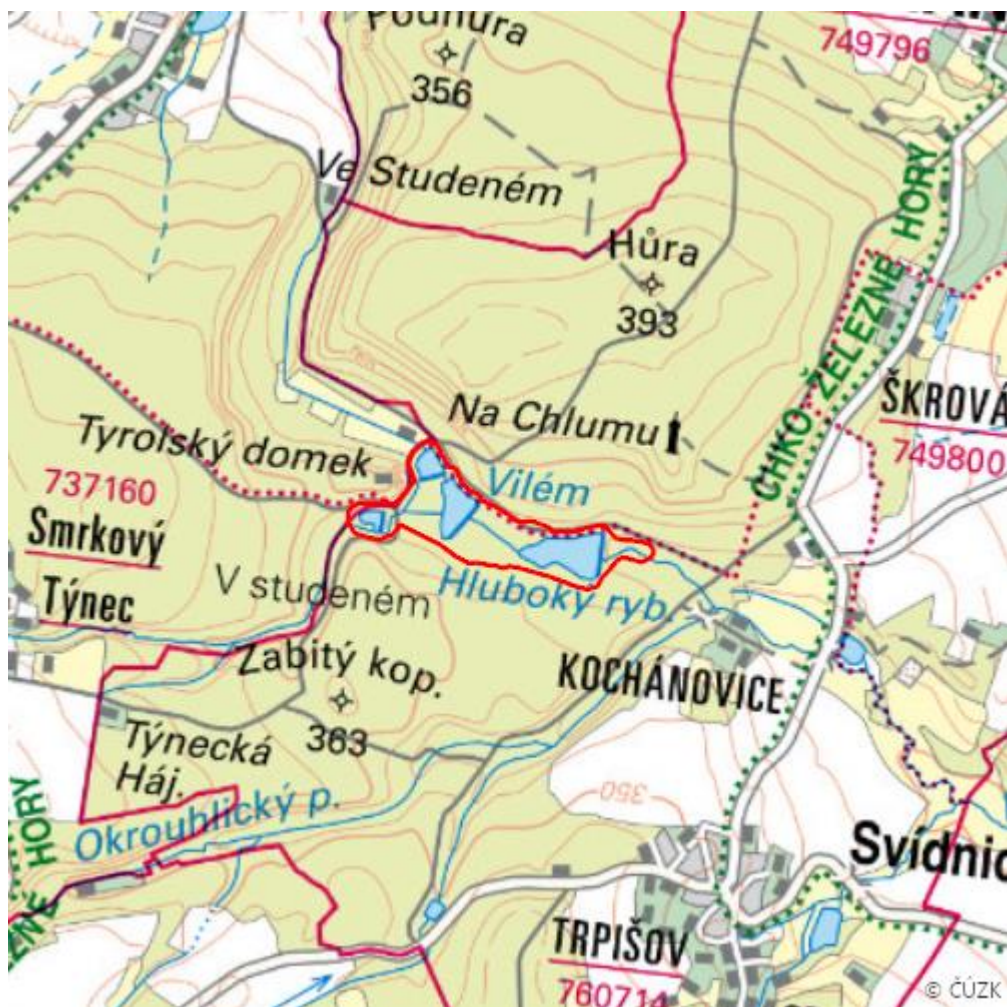 Podhůra
356
749796
Ve Studeném
Hůra
393
CHKO ŽELEZNÉ HORY
ŠKROVÁ
749800
Na Chlumu
Tyrolský domek
737160
Vilém
Smrkový
Týnec
V studeném
Hluboký ryb.
Zabitý kop.
363
KOCHÁNOVICE
Týnecká
Háj.
350
Okrouhlický p.
ZNÉ HORY
Svídnic
TRPIŠOV
760714
© ČÚZK